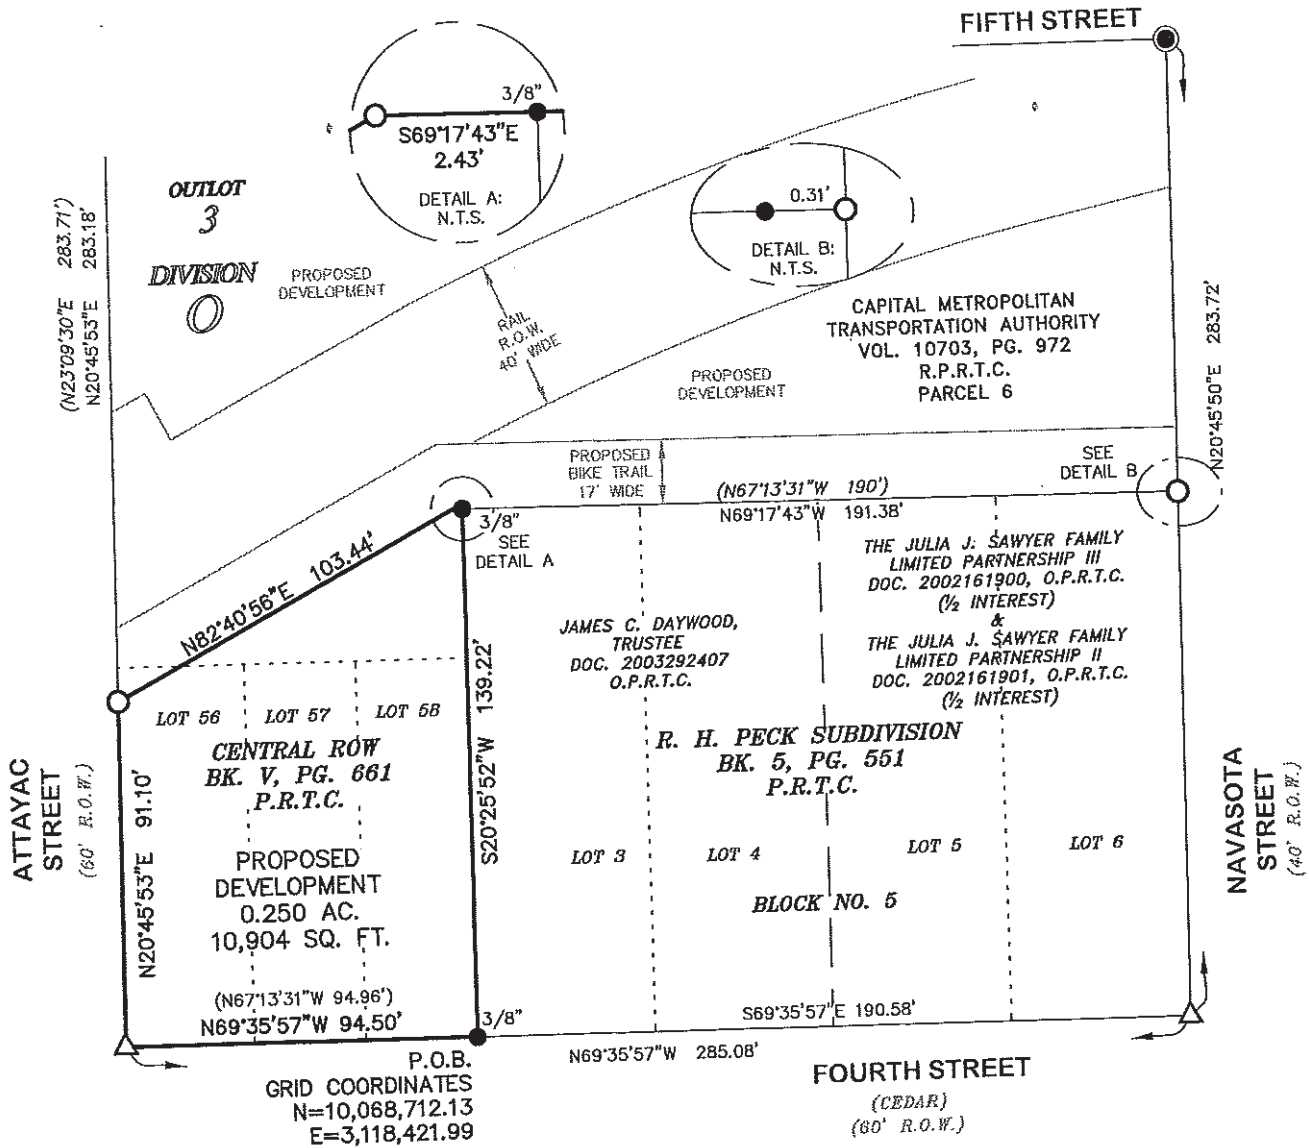 FIFTH STREET
3/8"
S69°17'43"E
2.43'
DETAIL A:
N.T.S.
0.31'
DETAIL B:
N.T.S.
OUTLOT
3
DIVISION
O
(N23°09'30"E 283.71')
N20°45'53"E 283.18'
PROPOSED
DEVELOPMENT
RAIL
R.O.W.
40' WIDE
CAPITAL METROPOLITAN
TRANSPORTATION AUTHORITY
VOL. 10703, PG. 972
R.P.R.T.C.
PARCEL 6
PROPOSED
DEVELOPMENT
N20°45'50"E 283.72'
PROPOSED
BIKE TRAIL
17' WIDE
SEE
DETAIL B
(N67°13'31"W 190')
N69°17'43"W 191.38'
3/8"
SEE
DETAIL A
N82°40'56"E 103.44'
THE JULIA J. SAWYER FAMILY
LIMITED PARTNERSHIP III
DOC. 2002161900, O.P.R.T.C.
(½ INTEREST)
&
THE JULIA J. SAWYER FAMILY
LIMITED PARTNERSHIP II
DOC. 2002161901, O.P.R.T.C.
(½ INTEREST)
JAMES C. DAYWOOD,
TRUSTEE
DOC. 2003292407
O.P.R.T.C.
S20°25'52"W 139.22'
LOT 56
LOT 57
LOT 58
CENTRAL ROW
BK. V, PG. 661
P.R.T.C.
R. H. PECK SUBDIVISION
BK. 5, PG. 551
P.R.T.C.
ATTAYAC
STREET
(60' R.O.W.)
N20°45'53"E 91.10'
NAVASOTA
STREET
(40' R.O.W.)
PROPOSED
DEVELOPMENT
0.250 AC.
10,904 SQ. FT.
LOT 3
LOT 4
LOT 5
LOT 6
BLOCK NO. 5
(N67°13'31"W 94.96')
N69°35'57"W 94.50'
3/8"
S69°35'57"E 190.58'
N69°35'57"W 285.08'
P.O.B.
GRID COORDINATES
N=10,068,712.13
E=3,118,421.99
FOURTH STREET
(CEDAR)
(60' R.O.W.)